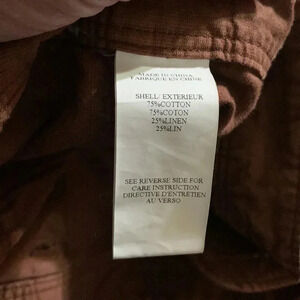 MADE IN CHINA
FABRIQUE EN CHINE
SHELL/ EXTERIEUR
75%COTTON
75%COTON
25%LINEN
25%LIN
SEE REVERSE SIDE FOR
CARE INSTRUCTION
DIRECTIVE D'ENTRETIEN
AU VERSO